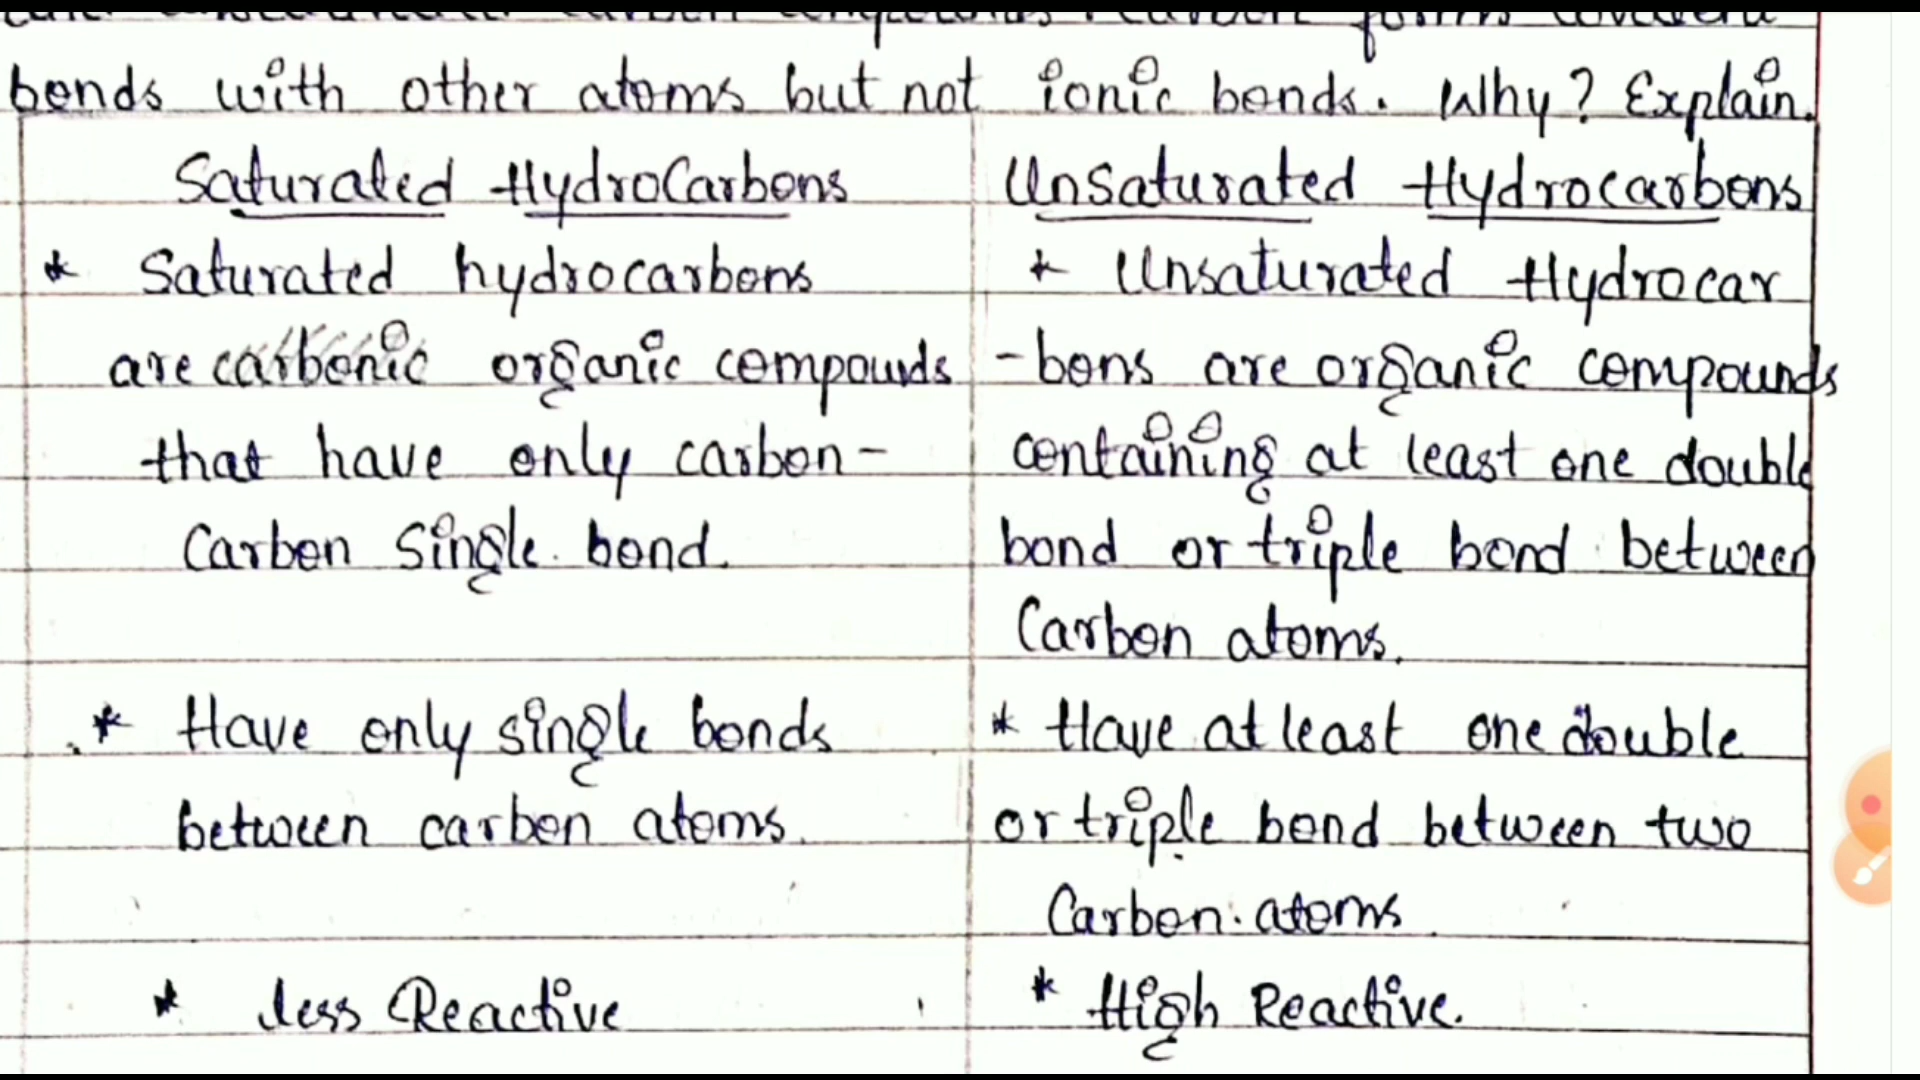 carbon forms covalent
bonds with other atoms but not ionic bonds. Why? Explain.
Saturated HydroCarbons
* Saturated hydrocarbons
are organic compounds
that have only carbon-
Carbon Single bond.
* Have only single bonds
between carbon atoms.
* less Reactive
Unsaturated Hydrocarbons
* Unsaturated Hydrocar
-bons are organic compounds
containing at least one double
bond or triple bond between
Carbon atoms.
* Have at least one double
or triple bond between two
Carbon atoms
* High Reactive.